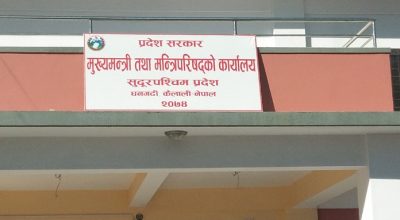 प्रदेश सरकार
मुख्यमन्त्री तथा मन्त्रिपरिषद्को कार्यालय
सुदूरपश्चिम प्रदेश
धनगढी कैलाली नेपाल
२०७४